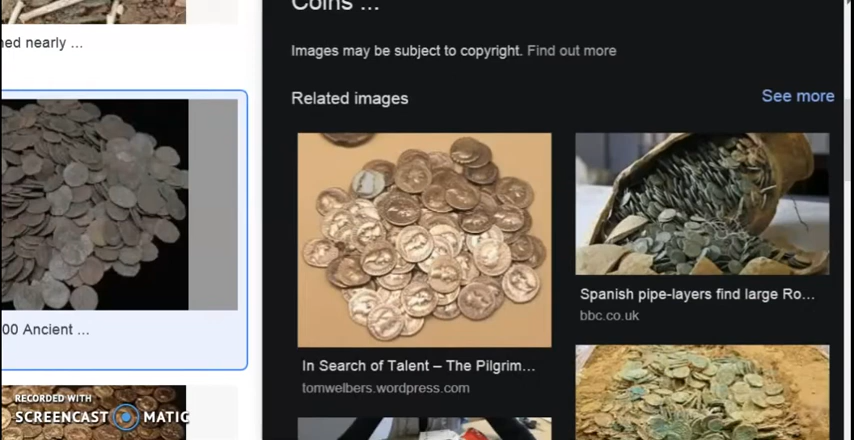 Coins ...
ned nearly ...
Images may be subject to copyright. Find out more
Related images
See more
00 Ancient ...
Spanish pipe-layers find large Ro...
bbc.co.uk
In Search of Talent – The Pilgrim...
tomwelbers.wordpress.com
RECORDED WITH
SCREENCAST MATIC